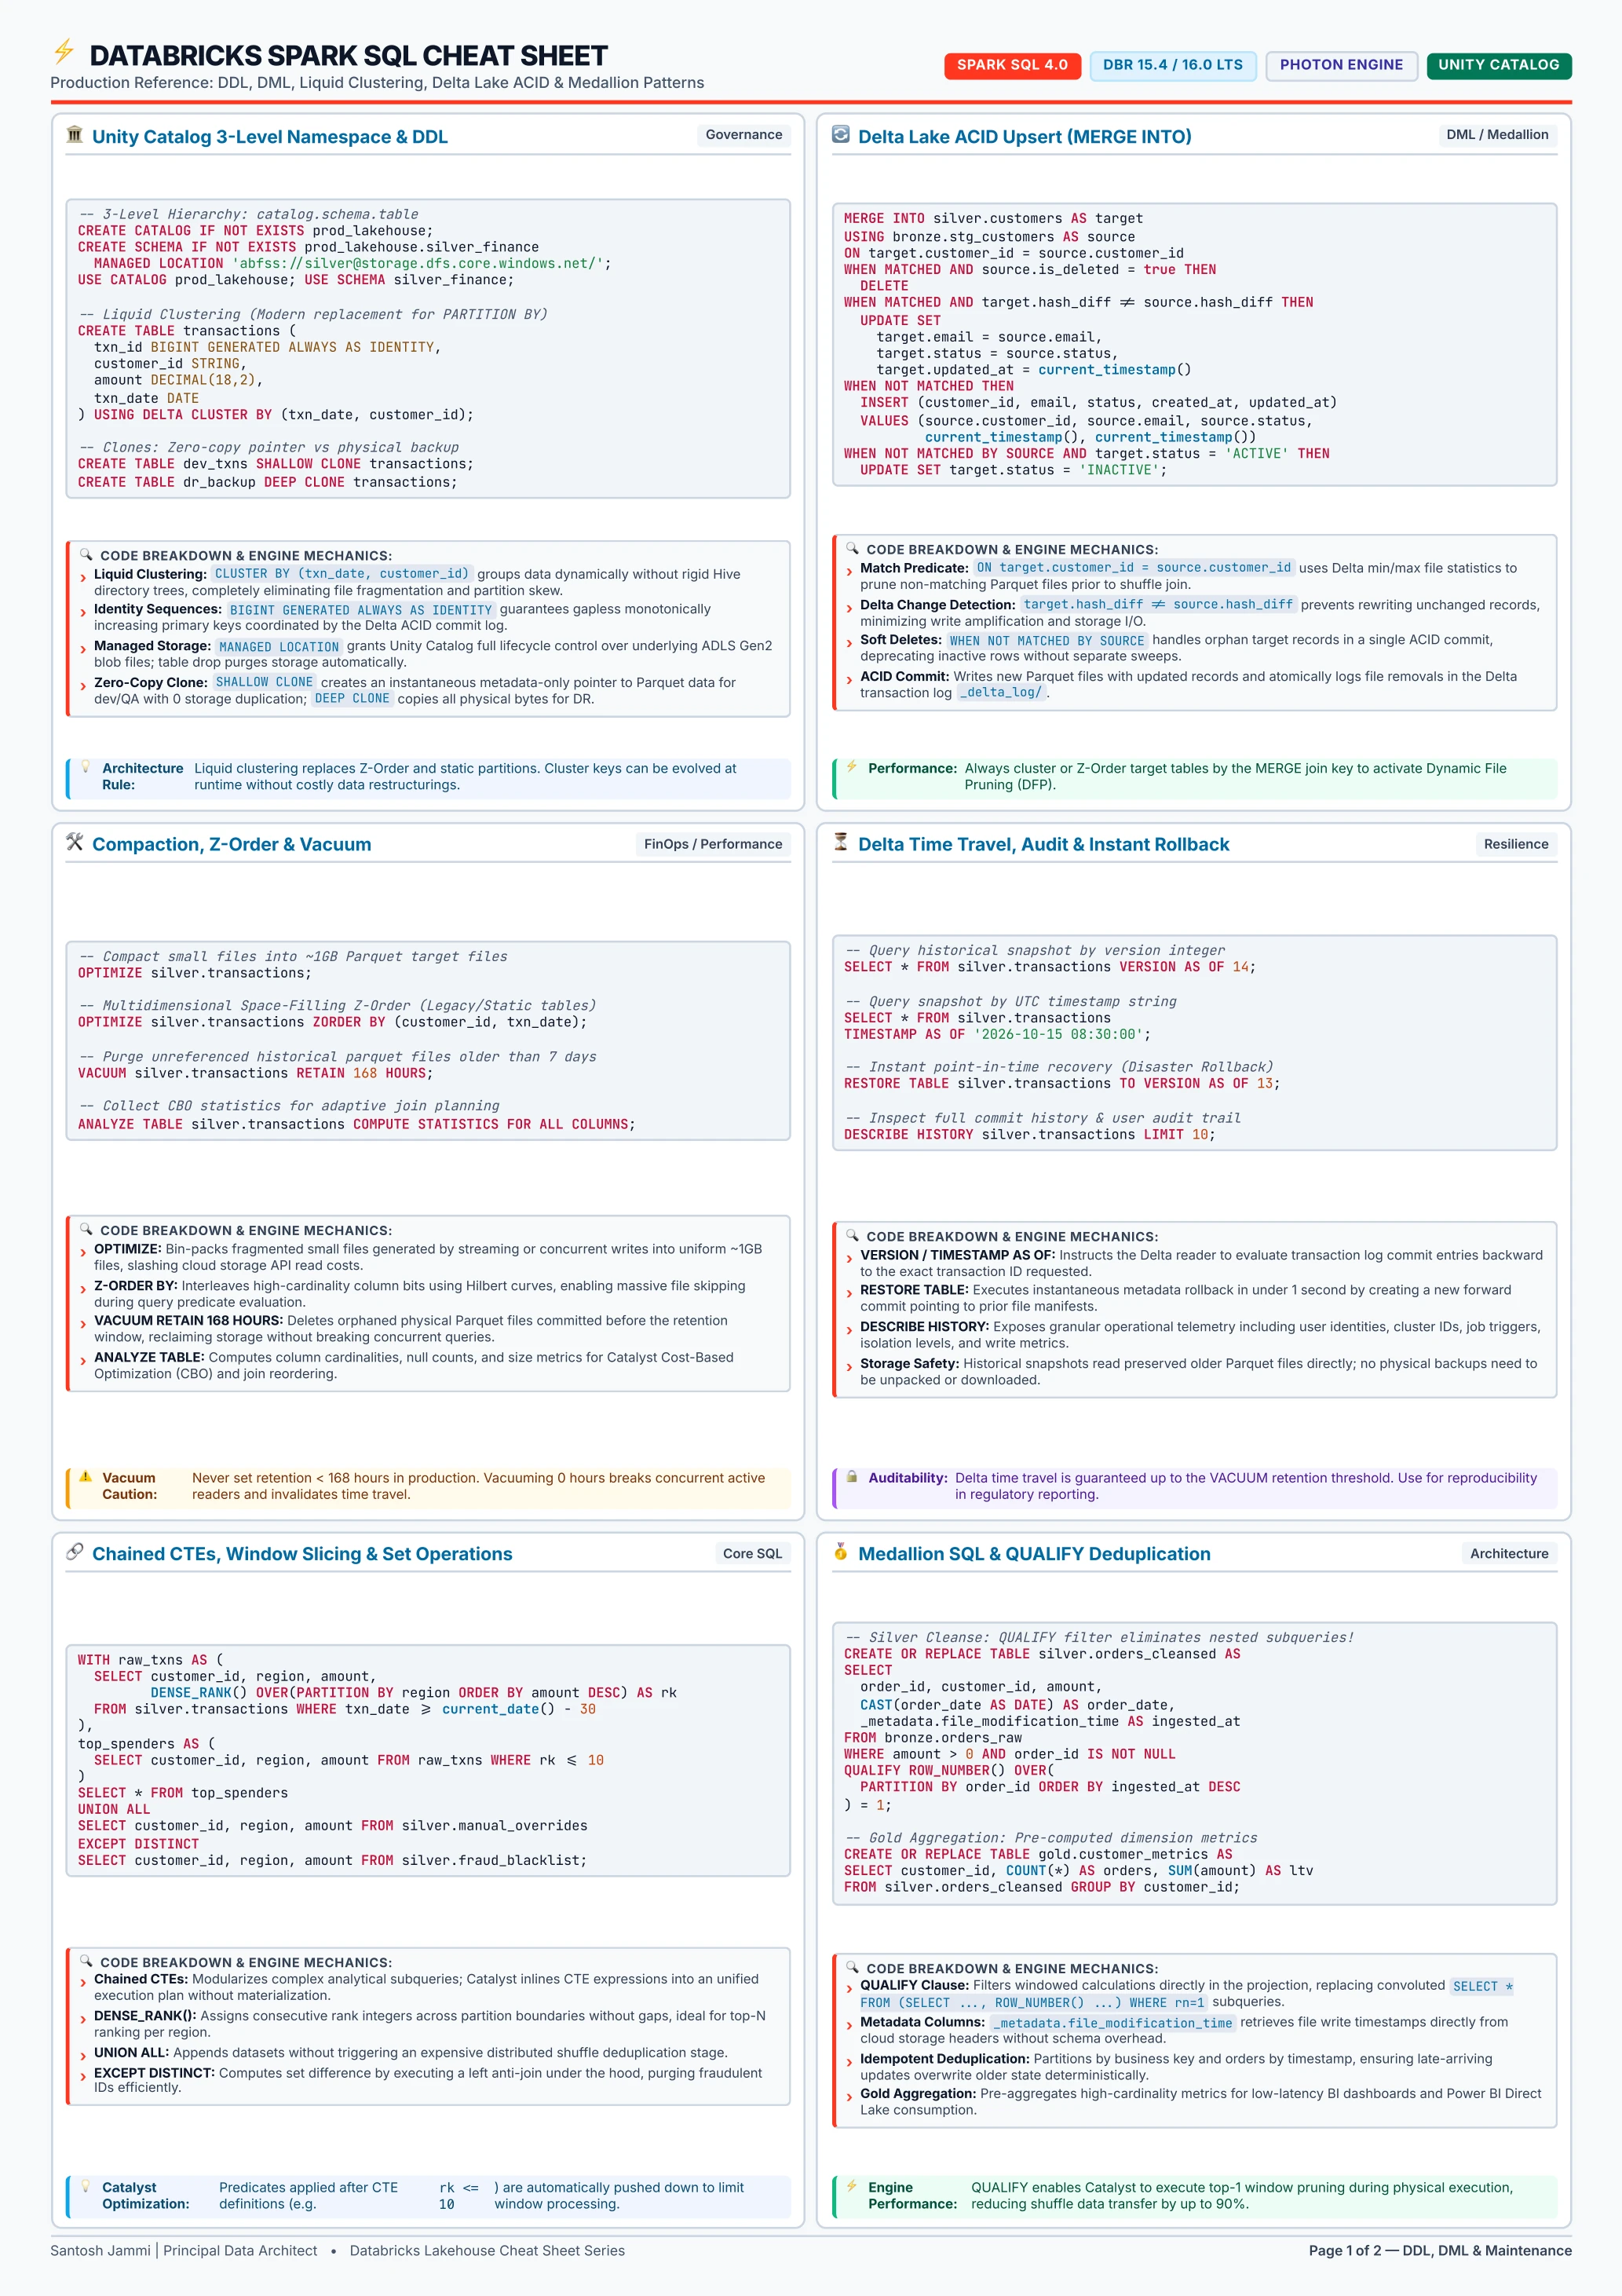 ⚡ DATABRICKS SPARK SQL CHEAT SHEET
Production Reference: DDL, DML, Liquid Clustering, Delta Lake ACID & Medallion Patterns
SPARK SQL 4.0
DBR 15.4 / 16.0 LTS
PHOTON ENGINE
UNITY CATALOG
🏛️ Unity Catalog 3-Level Namespace & DDL
Governance
-- 3-Level Hierarchy: catalog.schema.table
CREATE CATALOG IF NOT EXISTS prod_lakehouse;
CREATE SCHEMA IF NOT EXISTS prod_lakehouse.silver_finance
  MANAGED LOCATION 'abfss://silver@storage.dfs.core.windows.net/';
USE CATALOG prod_lakehouse; USE SCHEMA silver_finance;
-- Liquid Clustering (Modern replacement for PARTITION BY)
CREATE TABLE transactions (
  txn_id BIGINT GENERATED ALWAYS AS IDENTITY,
  customer_id STRING,
  amount DECIMAL(18,2),
  txn_date DATE
) USING DELTA CLUSTER BY (txn_date, customer_id);
-- Clones: Zero-copy pointer vs physical backup
CREATE TABLE dev_txns SHALLOW CLONE transactions;
CREATE TABLE dr_backup DEEP CLONE transactions;
🔍 CODE BREAKDOWN & ENGINE MECHANICS:
› Liquid Clustering: CLUSTER BY (txn_date, customer_id) groups data dynamically without rigid Hive
directory trees, completely eliminating file fragmentation and partition skew.
› Identity Sequences: BIGINT GENERATED ALWAYS AS IDENTITY guarantees gapless monotonically
increasing primary keys coordinated by the Delta ACID commit log.
› Managed Storage: MANAGED LOCATION grants Unity Catalog full lifecycle control over underlying ADLS Gen2
blob files; table drop purges storage automatically.
› Zero-Copy Clone: SHALLOW CLONE creates an instantaneous metadata-only pointer to Parquet data for
dev/QA with 0 storage duplication; DEEP CLONE copies all physical bytes for DR.
💡 Architecture Rule: Liquid clustering replaces Z-Order and static partitions. Cluster keys can be evolved at
runtime without costly data restructurings.
🔄 Delta Lake ACID Upsert (MERGE INTO)
DML / Medallion
MERGE INTO silver.customers AS target
USING bronze.stg_customers AS source
ON target.customer_id = source.customer_id
WHEN MATCHED AND source.is_deleted = true THEN
  DELETE
WHEN MATCHED AND target.hash_diff ≠ source.hash_diff THEN
  UPDATE SET
    target.email = source.email,
    target.status = source.status,
    target.updated_at = current_timestamp()
WHEN NOT MATCHED THEN
  INSERT (customer_id, email, status, created_at, updated_at)
  VALUES (source.customer_id, source.email, source.status,
          current_timestamp(), current_timestamp())
WHEN NOT MATCHED BY SOURCE AND target.status = 'ACTIVE' THEN
  UPDATE SET target.status = 'INACTIVE';
🔍 CODE BREAKDOWN & ENGINE MECHANICS:
› Match Predicate: ON target.customer_id = source.customer_id uses Delta min/max file statistics to
prune non-matching Parquet files prior to shuffle join.
› Delta Change Detection: target.hash_diff ≠ source.hash_diff prevents rewriting unchanged records,
minimizing write amplification and storage I/O.
› Soft Deletes: WHEN NOT MATCHED BY SOURCE handles orphan target records in a single ACID commit,
deprecating inactive rows without separate sweeps.
› ACID Commit: Writes new Parquet files with updated records and atomically logs file removals in the Delta
transaction log _delta_log/.
⚡ Performance: Always cluster or Z-Order target tables by the MERGE join key to activate Dynamic File
Pruning (DFP).
🛠️ Compaction, Z-Order & Vacuum
FinOps / Performance
-- Compact small files into ~1GB Parquet target files
OPTIMIZE silver.transactions;
-- Multidimensional Space-Filling Z-Order (Legacy/Static tables)
OPTIMIZE silver.transactions ZORDER BY (customer_id, txn_date);
-- Purge unreferenced historical parquet files older than 7 days
VACUUM silver.transactions RETAIN 168 HOURS;
-- Collect CBO statistics for adaptive join planning
ANALYZE TABLE silver.transactions COMPUTE STATISTICS FOR ALL COLUMNS;
🔍 CODE BREAKDOWN & ENGINE MECHANICS:
› OPTIMIZE: Bin-packs fragmented small files generated by streaming or concurrent writes into uniform ~1GB
files, slashing cloud storage API read costs.
› Z-ORDER BY: Interleaves high-cardinality column bits using Hilbert curves, enabling massive file skipping
during query predicate evaluation.
› VACUUM RETAIN 168 HOURS: Deletes orphaned physical Parquet files committed before the retention
window, reclaiming storage without breaking concurrent queries.
› ANALYZE TABLE: Computes column cardinalities, null counts, and size metrics for Catalyst Cost-Based
Optimization (CBO) and join reordering.
⚠️ Vacuum Caution: Never set retention < 168 hours in production. Vacuuming 0 hours breaks concurrent active
readers and invalidates time travel.
⏳ Delta Time Travel, Audit & Instant Rollback
Resilience
-- Query historical snapshot by version integer
SELECT * FROM silver.transactions VERSION AS OF 14;
-- Query snapshot by UTC timestamp string
SELECT * FROM silver.transactions
TIMESTAMP AS OF '2026-10-15 08:30:00';
-- Instant point-in-time recovery (Disaster Rollback)
RESTORE TABLE silver.transactions TO VERSION AS OF 13;
-- Inspect full commit history & user audit trail
DESCRIBE HISTORY silver.transactions LIMIT 10;
🔍 CODE BREAKDOWN & ENGINE MECHANICS:
› VERSION / TIMESTAMP AS OF: Instructs the Delta reader to evaluate transaction log commit entries backward
to the exact transaction ID requested.
› RESTORE TABLE: Executes instantaneous metadata rollback in under 1 second by creating a new forward
commit pointing to prior file manifests.
› DESCRIBE HISTORY: Exposes granular operational telemetry including user identities, cluster IDs, job triggers,
isolation levels, and write metrics.
› Storage Safety: Historical snapshots read preserved older Parquet files directly; no physical backups need to
be unpacked or downloaded.
🔒 Auditability: Delta time travel is guaranteed up to the VACUUM retention threshold. Use for reproducibility
in regulatory reporting.
🔗 Chained CTEs, Window Slicing & Set Operations
Core SQL
WITH raw_txns AS (
  SELECT customer_id, region, amount,
         DENSE_RANK() OVER(PARTITION BY region ORDER BY amount DESC) AS rk
  FROM silver.transactions WHERE txn_date ≥ current_date() - 30
),
top_spenders AS (
  SELECT customer_id, region, amount FROM raw_txns WHERE rk ≤ 10
)
SELECT * FROM top_spenders
UNION ALL
SELECT customer_id, region, amount FROM silver.manual_overrides
EXCEPT DISTINCT
SELECT customer_id, region, amount FROM silver.fraud_blacklist;
🔍 CODE BREAKDOWN & ENGINE MECHANICS:
› Chained CTEs: Modularizes complex analytical subqueries; Catalyst inlines CTE expressions into an unified
execution plan without materialization.
› DENSE_RANK(): Assigns consecutive rank integers across partition boundaries without gaps, ideal for top-N
ranking per region.
› UNION ALL: Appends datasets without triggering an expensive distributed shuffle deduplication stage.
› EXCEPT DISTINCT: Computes set difference by executing a left anti-join under the hood, purging fraudulent
IDs efficiently.
💡 Catalyst Optimization: Predicates applied after CTE definitions (e.g. rk <= 10 ) are automatically pushed down to limit
window processing.
🥇 Medallion SQL & QUALIFY Deduplication
Architecture
-- Silver Cleanse: QUALIFY filter eliminates nested subqueries!
CREATE OR REPLACE TABLE silver.orders_cleansed AS
SELECT
  order_id, customer_id, amount,
  CAST(order_date AS DATE) AS order_date,
  _metadata.file_modification_time AS ingested_at
FROM bronze.orders_raw
WHERE amount > 0 AND order_id IS NOT NULL
QUALIFY ROW_NUMBER() OVER(
  PARTITION BY order_id ORDER BY ingested_at DESC
) = 1;
-- Gold Aggregation: Pre-computed dimension metrics
CREATE OR REPLACE TABLE gold.customer_metrics AS
SELECT customer_id, COUNT(*) AS orders, SUM(amount) AS ltv
FROM silver.orders_cleansed GROUP BY customer_id;
🔍 CODE BREAKDOWN & ENGINE MECHANICS:
› QUALIFY Clause: Filters windowed calculations directly in the projection, replacing convoluted SELECT *
FROM (SELECT ..., ROW_NUMBER() ...) WHERE rn=1 subqueries.
› Metadata Columns: _metadata.file_modification_time retrieves file write timestamps directly from
cloud storage headers without schema overhead.
› Idempotent Deduplication: Partitions by business key and orders by timestamp, ensuring late-arriving
updates overwrite older state deterministically.
› Gold Aggregation: Pre-aggregates high-cardinality metrics for low-latency BI dashboards and Power BI Direct
Lake consumption.
⚡ Engine Performance: QUALIFY enables Catalyst to execute top-1 window pruning during physical execution,
reducing shuffle data transfer by up to 90%.
Santosh Jammi | Principal Data Architect • Databricks Lakehouse Cheat Sheet Series
Page 1 of 2 — DDL, DML & Maintenance